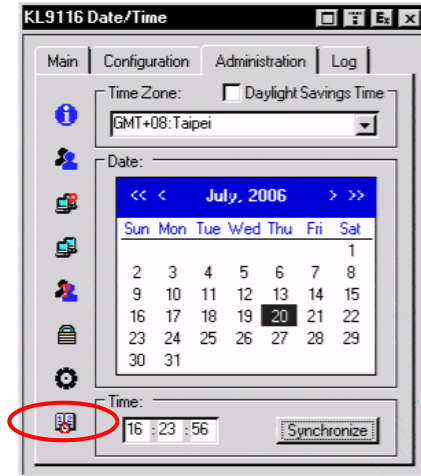 KL9116 Date/Time
Main Configuration Administration Log
Time Zone: Daylight Savings Time
GMT+08:Taipei
Date:
<< < July, 2006 > >>
Sun Mon Tue Wed Thu Fri Sat
1
2 3 4 5 6 7 8
9 10 11 12 13 14 15
16 17 18 19 20 21 22
23 24 25 26 27 28 29
30 31
Time:
16 : 23 : 56 Synchronize